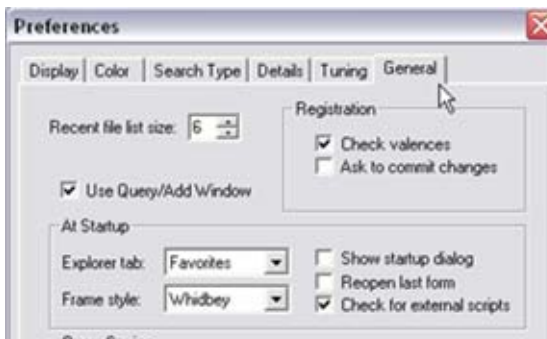 Preferences
Display Color Search Type Details Tuning General
Recent file list size: 6
Registration
Check valences
Ask to commit changes
Use Query/Add Window
At Startup
Explorer tab: Favorites
Show startup dialog
Reopen last form
Frame style: Whidbey
Check for external scripts